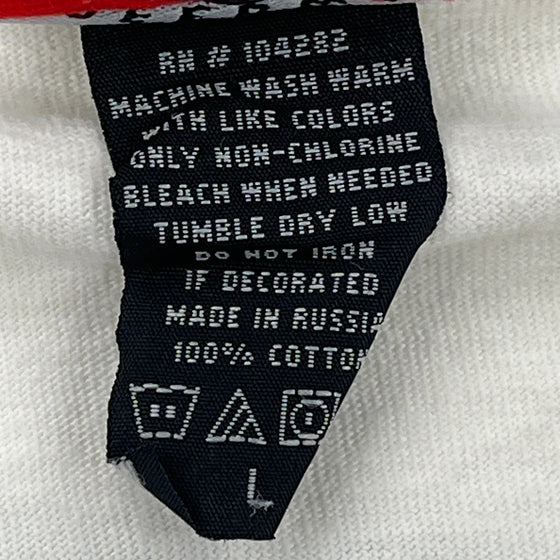 RN # 104282
MACHINE WASH WARM
WITH LIKE COLORS
ONLY NON-CHLORINE
BLEACH WHEN NEEDED
TUMBLE DRY LOW
DO NOT IRON
IF DECORATED
MADE IN RUSSIA
100% COTTON
L